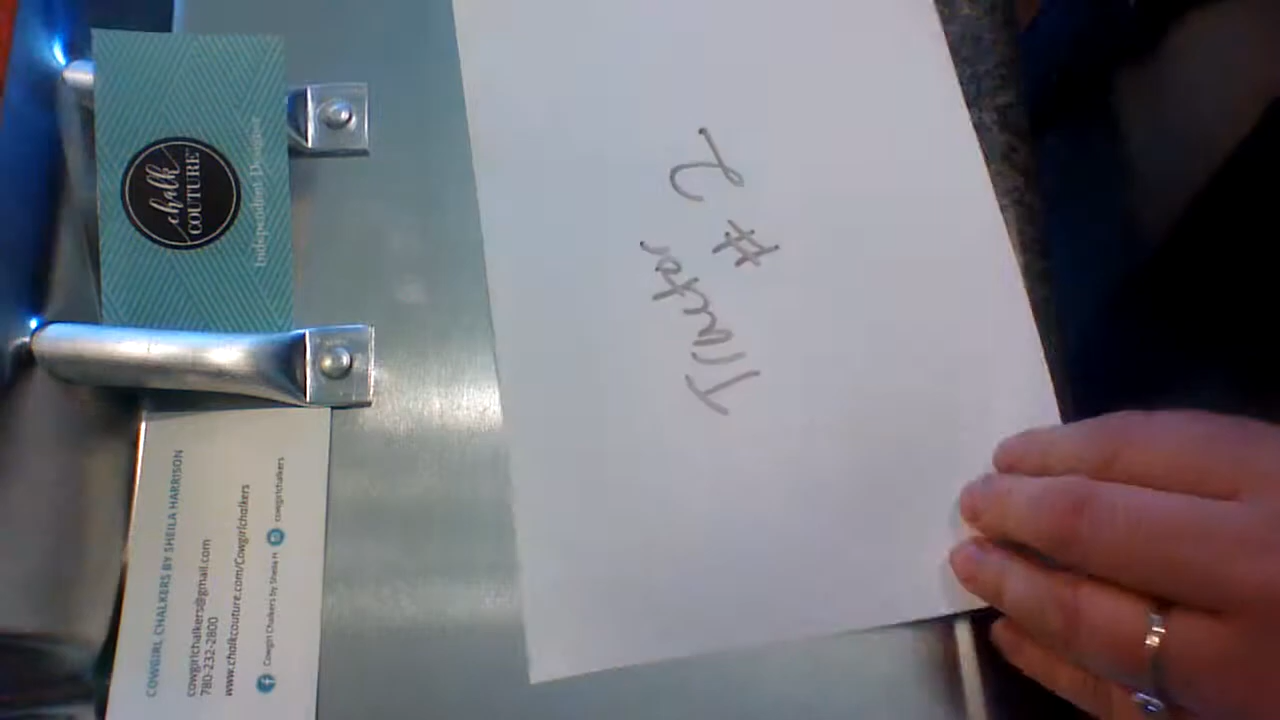 chalk
COUTURE
Independent Designer
COWGIRL CHALKERS BY SHEILA HARRISON
cowgirlchalkers@gmail.com
780-232-2800
www.chalkcouture.com/Cowgirlchalkers
Cowgirl Chalkers by Sheila H cowgirlchalkers
Tractor
# 2